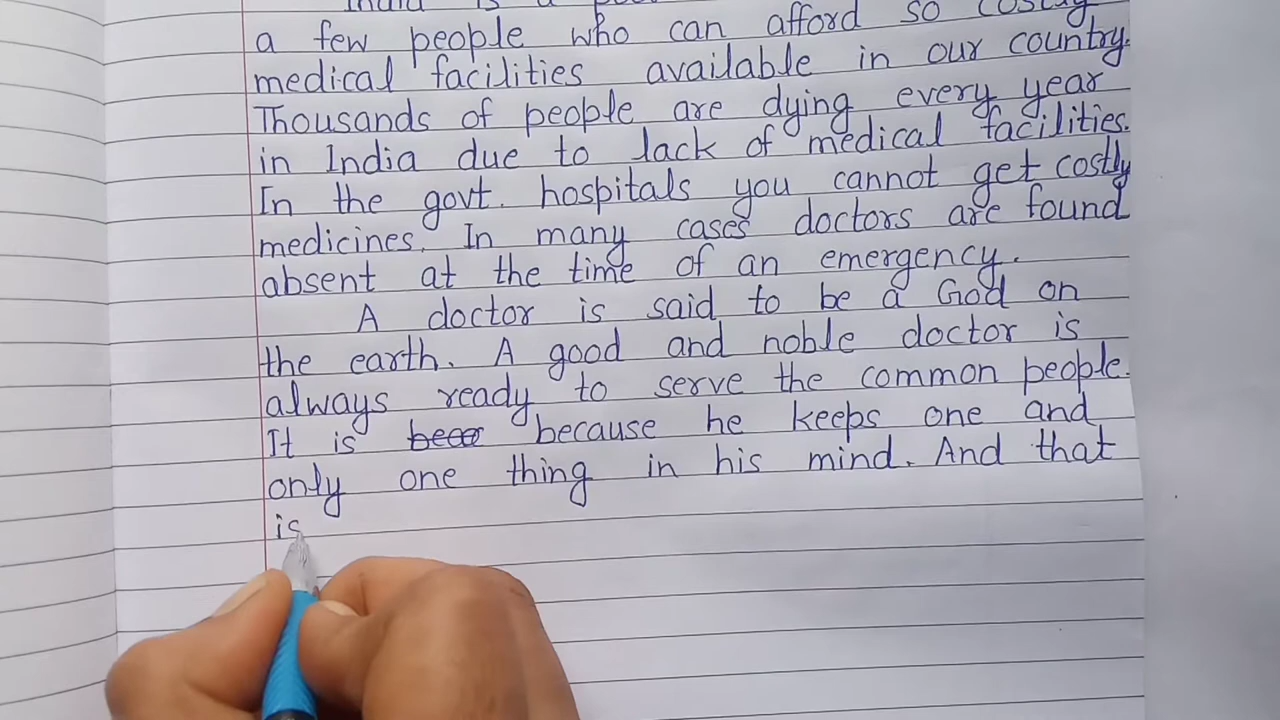 India is a
a few people who can afford so costly
medical facilities available in our country.
Thousands of people are dying every year
in India due to lack of medical facilities.
In the govt. hospitals you cannot get costly
medicines. In many cases doctors are found
absent at the time of an emergency.
A doctor is said to be a God on
the earth. A good and noble doctor is
always ready to serve the common people.
It is because he keeps one and
only one thing in his mind. And that
is